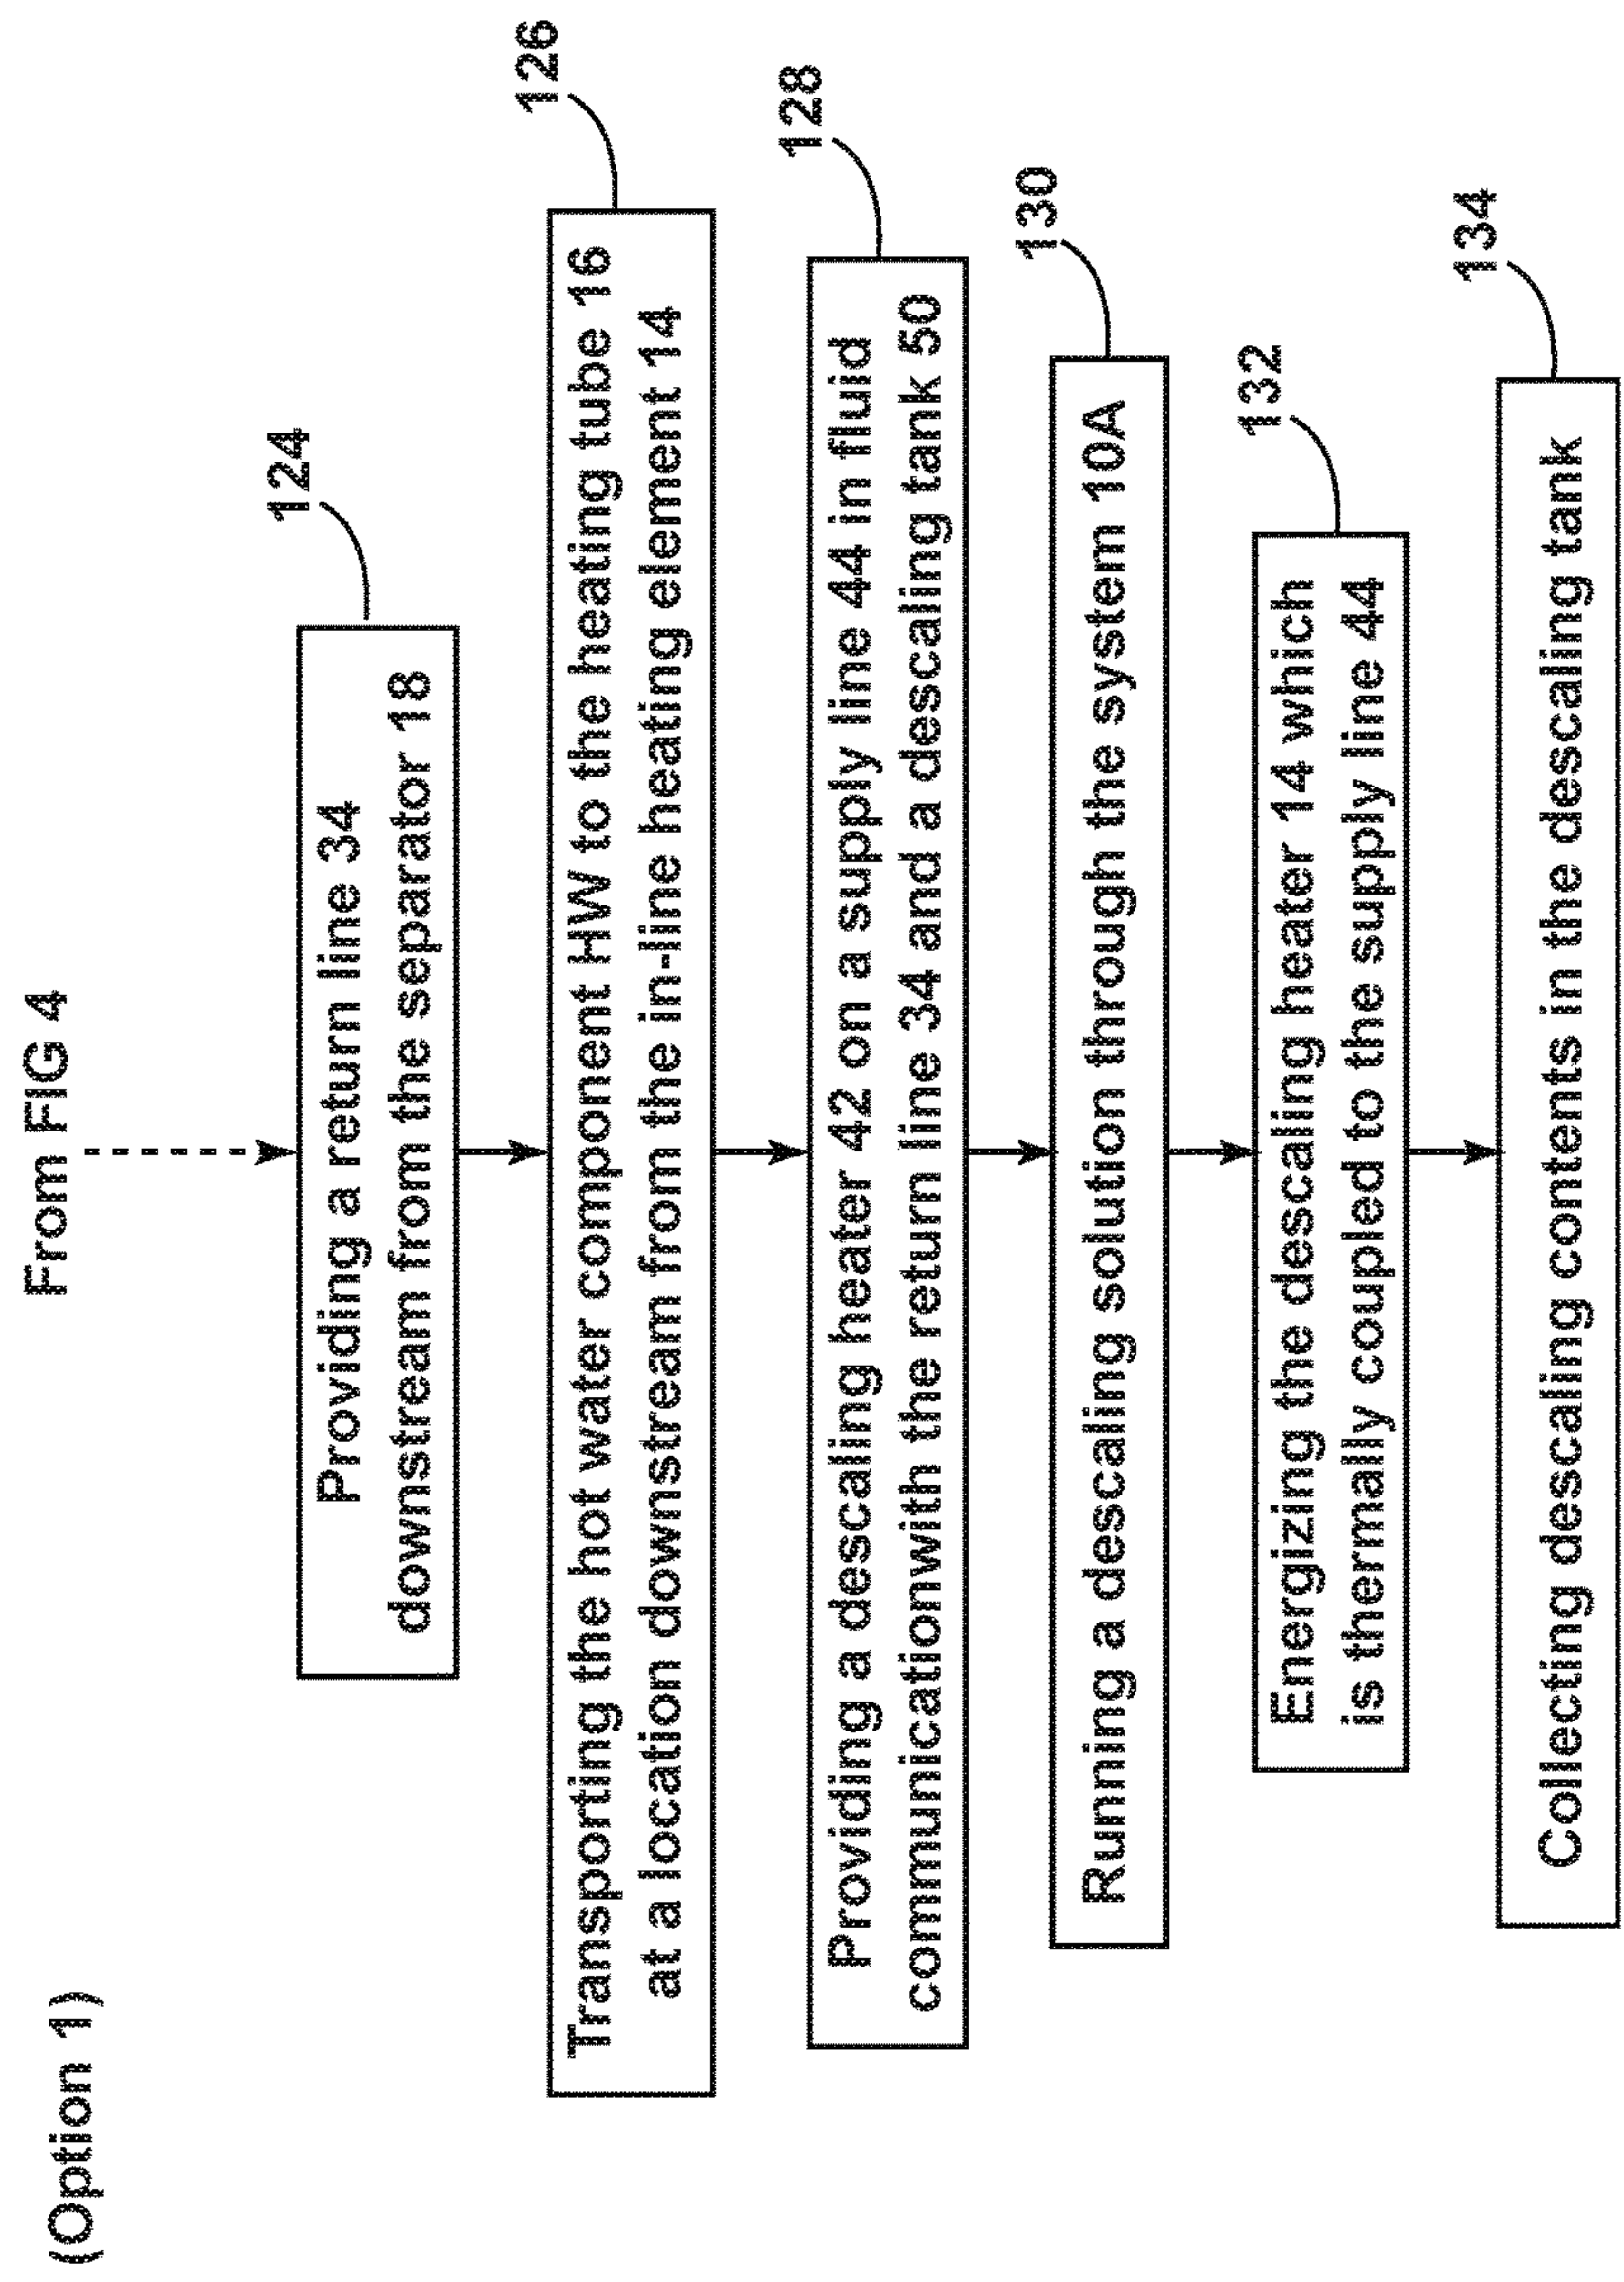 (Option 1)
From FIG 4
124
Providing a return line 34
downstream from the separator 18
126
Transporting the hot water component HW to the heating tube 16
at a location downstream from the in-line heating element 14
128
Providing a descaling heater 42 on a supply line 44 in fluid
communicationwith the return line 34 and a descaling tank 50
130
Running a descaling solution through the system 10A
132
Energizing the descaling heater 14 which
is thermally coupled to the supply line 44
134
Collecting descaling contents in the descaling tank